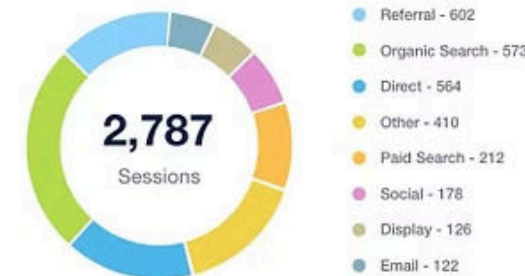 2,787
Sessions
Referral - 602
Organic Search - 573
Direct - 564
Other - 410
Paid Search - 212
Social - 178
Display - 126
Email - 122